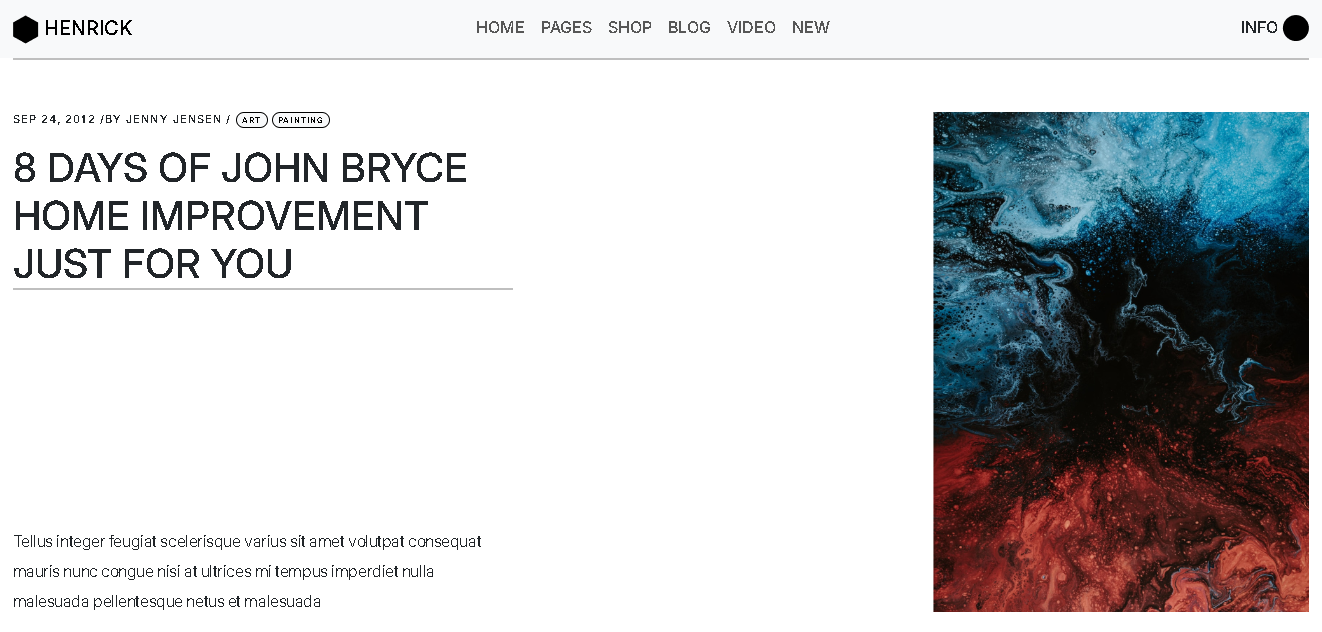 HENRICK
HOME PAGES SHOP BLOG VIDEO NEW
INFO
SEP 24, 2012 /BY JENNY JENSEN / ART PAINTING
8 DAYS OF JOHN BRYCE
HOME IMPROVEMENT
JUST FOR YOU
Tellus integer feugiat scelerisque varius sit amet volutpat consequat
mauris nunc congue nisi at ultrices mi tempus imperdiet nulla
malesuada pellentesque netus et malesuada